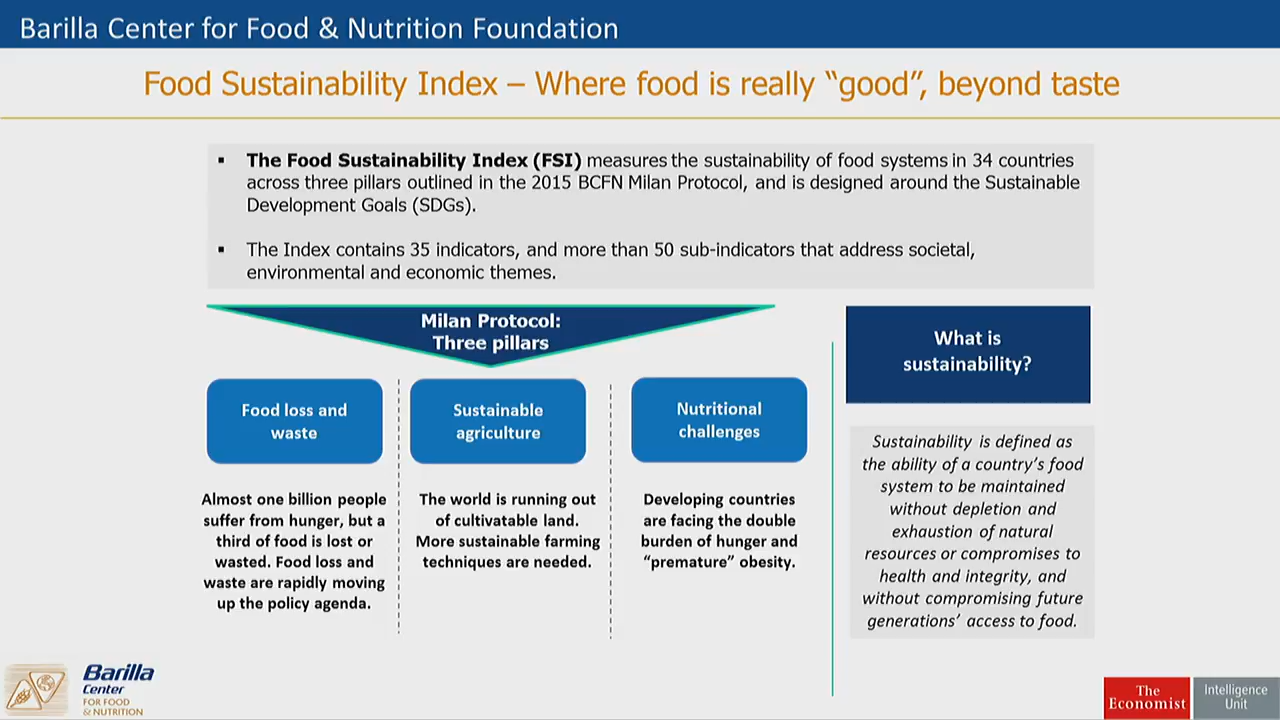 Barilla Center for Food & Nutrition Foundation
Food Sustainability Index – Where food is really “good”, beyond taste
▪ The Food Sustainability Index (FSI) measures the sustainability of food systems in 34 countries
across three pillars outlined in the 2015 BCFN Milan Protocol, and is designed around the Sustainable
Development Goals (SDGs).
▪ The Index contains 35 indicators, and more than 50 sub-indicators that address societal,
environmental and economic themes.
Milan Protocol:
Three pillars
Food loss and
waste
Almost one billion people
suffer from hunger, but a
third of food is lost or
wasted. Food loss and
waste are rapidly moving
up the policy agenda.
Sustainable
agriculture
The world is running out
of cultivatable land.
More sustainable farming
techniques are needed.
Nutritional
challenges
Developing countries
are facing the double
burden of hunger and
“premature” obesity.
What is
sustainability?
Sustainability is defined as
the ability of a country’s food
system to be maintained
without depletion and
exhaustion of natural
resources or compromises to
health and integrity, and
without compromising future
generations’ access to food.
Barilla
Center
FOR FOOD
& NUTRITION
The
Economist
Intelligence
Unit